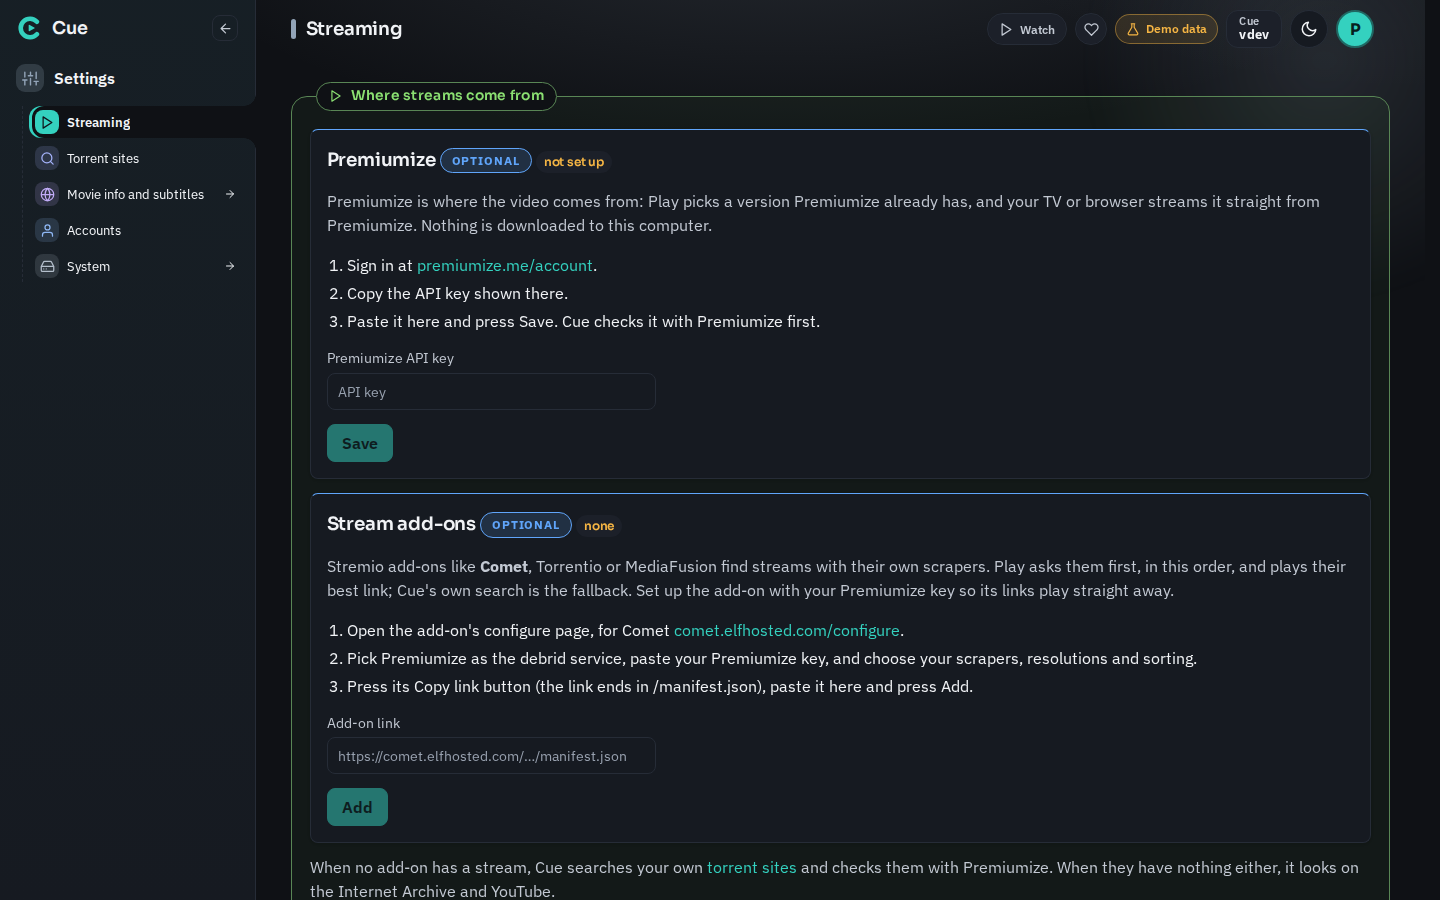 Cue
Settings
Streaming
Torrent sites
Movie info and subtitles
Accounts
System
Streaming
Watch
Demo data
Cue
vdev
P
Where streams come from
Premiumize OPTIONAL not set up
Premiumize is where the video comes from: Play picks a version Premiumize already has, and your TV or browser streams it straight from
Premiumize. Nothing is downloaded to this computer.
1. Sign in at premiumize.me/account.
2. Copy the API key shown there.
3. Paste it here and press Save. Cue checks it with Premiumize first.
Premiumize API key
API key
Save
Stream add-ons OPTIONAL none
Stremio add-ons like Comet, Torrentio or MediaFusion find streams with their own scrapers. Play asks them first, in this order, and plays their
best link; Cue's own search is the fallback. Set up the add-on with your Premiumize key so its links play straight away.
1. Open the add-on's configure page, for Comet comet.elfhosted.com/configure.
2. Pick Premiumize as the debrid service, paste your Premiumize key, and choose your scrapers, resolutions and sorting.
3. Press its Copy link button (the link ends in /manifest.json), paste it here and press Add.
Add-on link
https://comet.elfhosted.com/.../manifest.json
Add
When no add-on has a stream, Cue searches your own torrent sites and checks them with Premiumize. When they have nothing either, it looks on
the Internet Archive and YouTube.